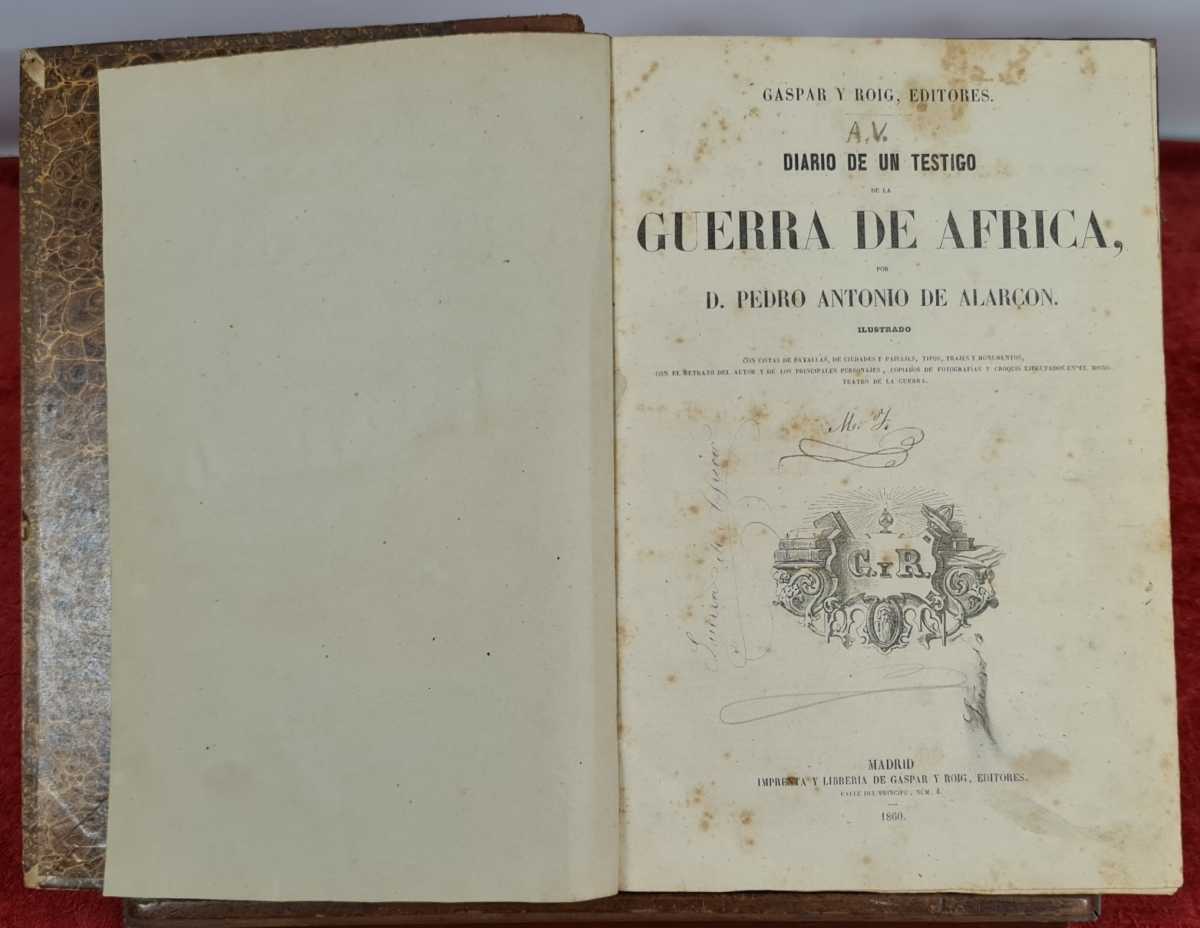 GASPAR Y ROIG, EDITORES.
A.V.
DIARIO DE UN TESTIGO
DE LA
GUERRA DE AFRICA,
POR
D. PEDRO ANTONIO DE ALARCON.
ILUSTRADO
CON VISTAS DE BATALLAS, DE CIUDADES Y PAISAJES, TIPOS, TRAJES Y MONUMENTOS,
CON EL RETRATO DEL AUTOR Y DE LOS PRINCIPALES PERSONAJES, COPIADOS DE FOTOGRAFIAS Y CROQUIS EJECUTADOS EN EL MISMO
TEATRO DE LA GUERRA.
C. Y R.
MADRID
IMPRENTA Y LIBRERIA DE GASPAR Y ROIG, EDITORES.
CALLE DEL PRINCIPE, NUM. 4.
1860.